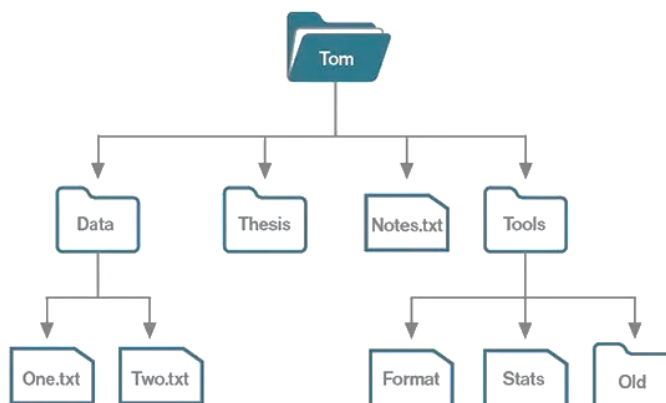 Tom
Data
Thesis
Notes.txt
Tools
One.txt
Two.txt
Format
Stats
Old